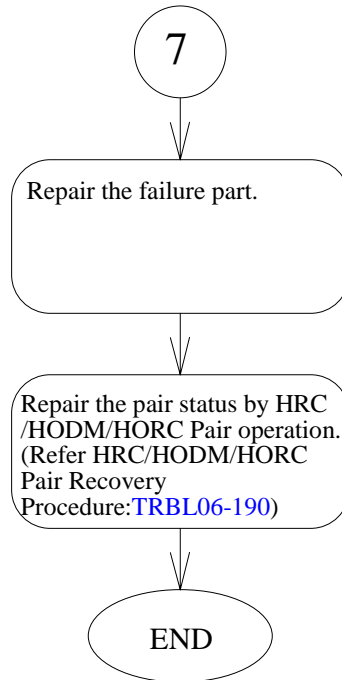 7
Repair the failure part.
Repair the pair status by HRC
/HODM/HORC Pair operation.
(Refer HRC/HODM/HORC
Pair Recovery
Procedure:TRBL06-190)
END